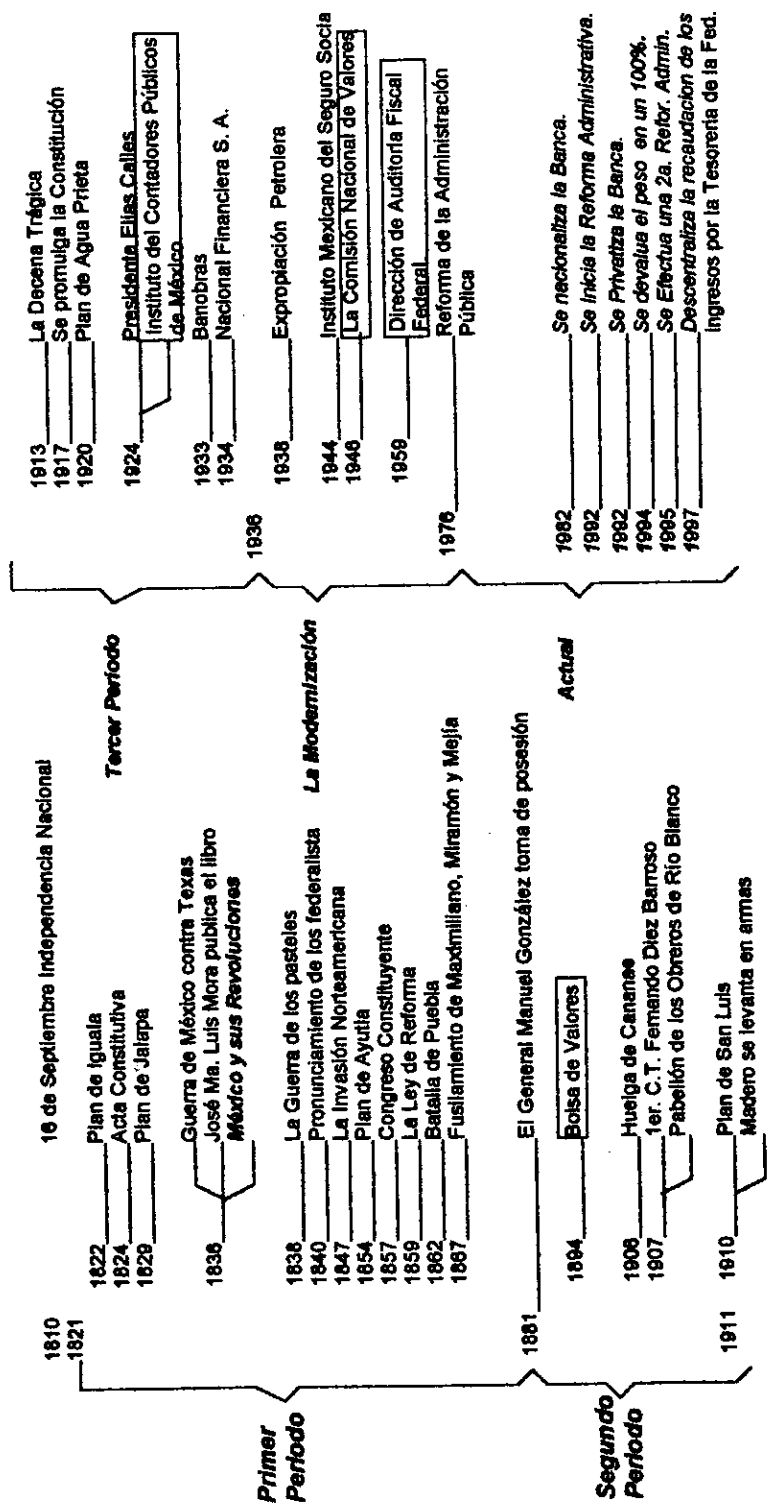 Primer
Período
1810
1821
16 de Septiembre Independencia Nacional
1822 Plan de Iguala
1824 Acta Constitutiva
1829 Plan de Jalapa
1836
Guerra de México contra Texas
José Ma. Luis Mora publica el libro
México y sus Revoluciones
1838 La Guerra de los pasteles
1840 Pronunciamiento de los federalista
1847 La Invasión Norteamericana
1854 Plan de Ayutla
1857 Congreso Constituyente
1859 La Ley de Reforma
1862 Batalla de Puebla
1867 Fusilamiento de Maximiliano, Miramón y Mejía
1881 El General Manuel González toma de posesión
Segundo
Período
1894 Bolsa de Valores
1906 Huelga de Cananae
1907 1er. C.T. Fernando Diez Barroso
Pabellón de los Obreros de Río Blanco
1911
1910 Plan de San Luis
Madero se levanta en armas
Tercer Período
1913 La Decena Trágica
1917 Se promulga la Constitución
1920 Plan de Agua Prieta
1924 Presidente Elias Calles
Instituto del Contadores Públicos
de México
1933 Banobras
1934 Nacional Financiera S. A.
1936
La Modernización
1938 Expropiación Petrolera
1944 Instituto Mexicano del Seguro Socia
1946 La Comisión Nacional de Valores
1959 Dirección de Auditoria Fiscal
Federal
1976 Reforma de la Administración
Pública
Actual
1982 Se nacionaliza la Banca.
1992 Se Inicia la Reforma Administrativa.
1992 Se Privatiza la Banca.
1994 Se devalua el peso en un 100%.
1995 Se Efectua una 2a. Refor. Admin.
1997 Descentraliza la recaudacion de los
Ingresos por la Tesoreria de la Fed.